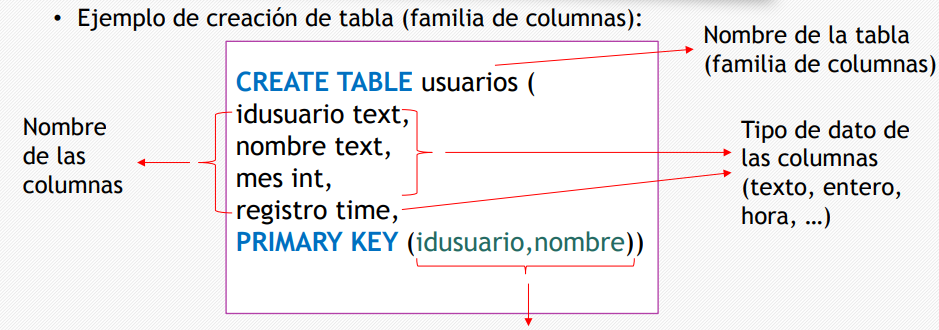 • Ejemplo de creación de tabla (familia de columnas):
Nombre de la tabla
(familia de columnas)
CREATE TABLE usuarios (
idusuario text,
nombre text,
mes int,
registro time,
PRIMARY KEY (idusuario,nombre))
Nombre
de las
columnas
Tipo de dato de
las columnas
(texto, entero,
hora, ...)